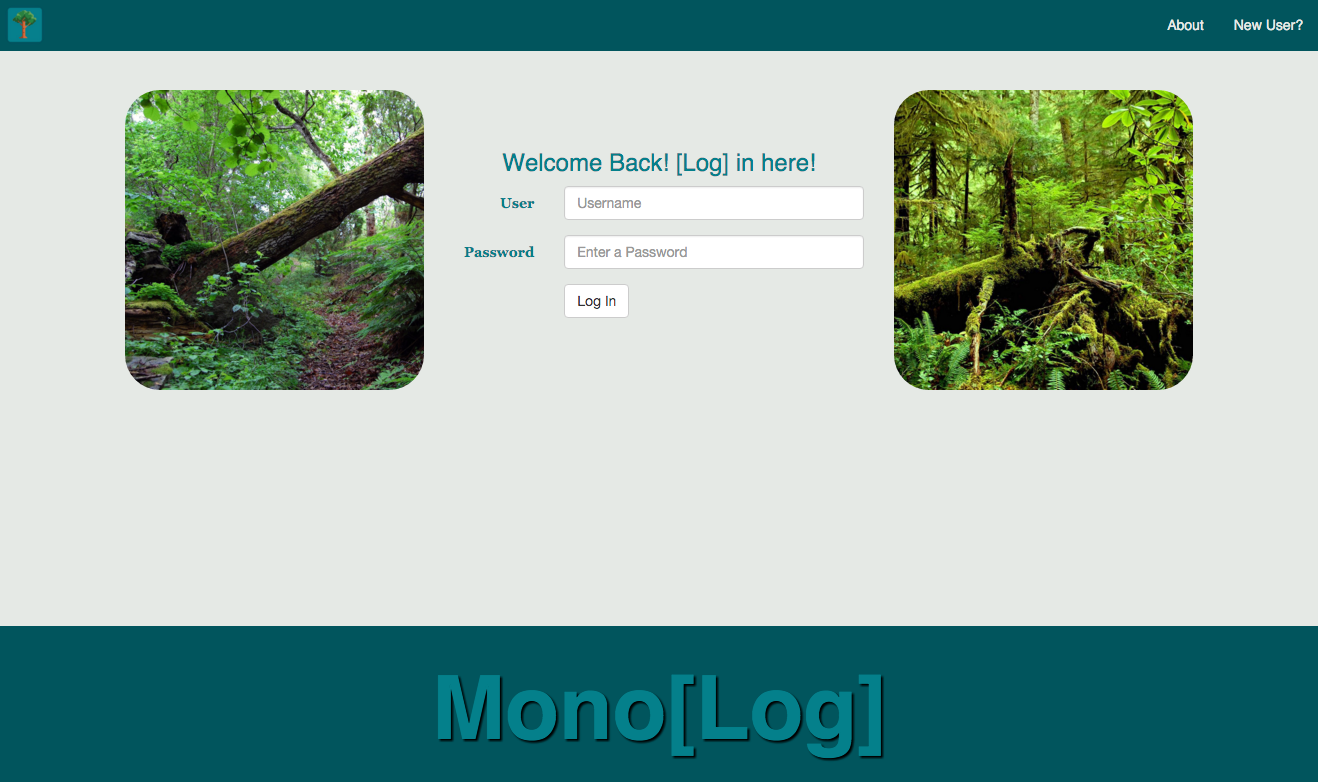 About New User?
Welcome Back! [Log] in here!
User Username
Password Enter a Password
Log In
Mono[Log]